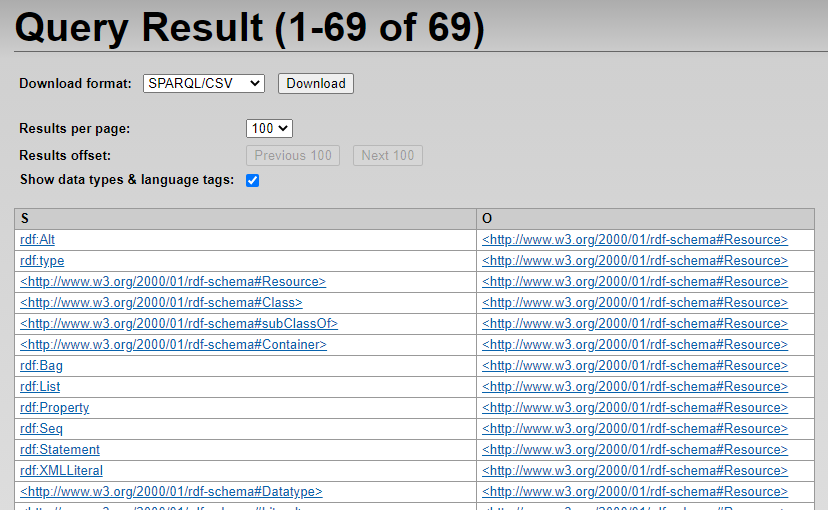 Query Result (1-69 of 69)
Download format: SPARQL/CSV Download
Results per page: 100
Results offset: Previous 100 Next 100
Show data types & language tags:
S O
rdf:Alt <http://www.w3.org/2000/01/rdf-schema#Resource>
rdf:type <http://www.w3.org/2000/01/rdf-schema#Resource>
<http://www.w3.org/2000/01/rdf-schema#Resource> <http://www.w3.org/2000/01/rdf-schema#Resource>
<http://www.w3.org/2000/01/rdf-schema#Class> <http://www.w3.org/2000/01/rdf-schema#Resource>
<http://www.w3.org/2000/01/rdf-schema#subClassOf> <http://www.w3.org/2000/01/rdf-schema#Resource>
<http://www.w3.org/2000/01/rdf-schema#Container> <http://www.w3.org/2000/01/rdf-schema#Resource>
rdf:Bag <http://www.w3.org/2000/01/rdf-schema#Resource>
rdf:List <http://www.w3.org/2000/01/rdf-schema#Resource>
rdf:Property <http://www.w3.org/2000/01/rdf-schema#Resource>
rdf:Seq <http://www.w3.org/2000/01/rdf-schema#Resource>
rdf:Statement <http://www.w3.org/2000/01/rdf-schema#Resource>
rdf:XMLLiteral <http://www.w3.org/2000/01/rdf-schema#Resource>
<http://www.w3.org/2000/01/rdf-schema#Datatype> <http://www.w3.org/2000/01/rdf-schema#Resource>